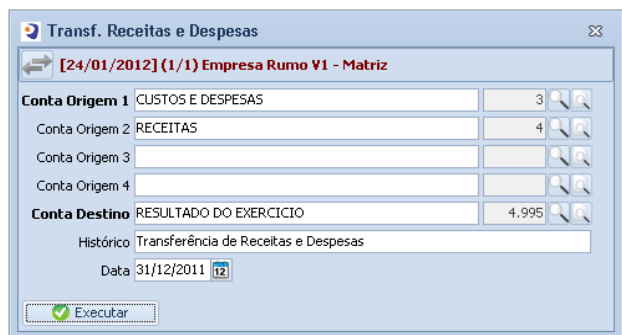 Transf. Receitas e Despesas
[24/01/2012] (1/1) Empresa Rumo V1 - Matriz
Conta Origem 1 CUSTOS E DESPESAS 3
Conta Origem 2 RECEITAS 4
Conta Origem 3
Conta Origem 4
Conta Destino RESULTADO DO EXERCICIO 4.995
Histórico Transferência de Receitas e Despesas
Data 31/12/2011 12
Executar